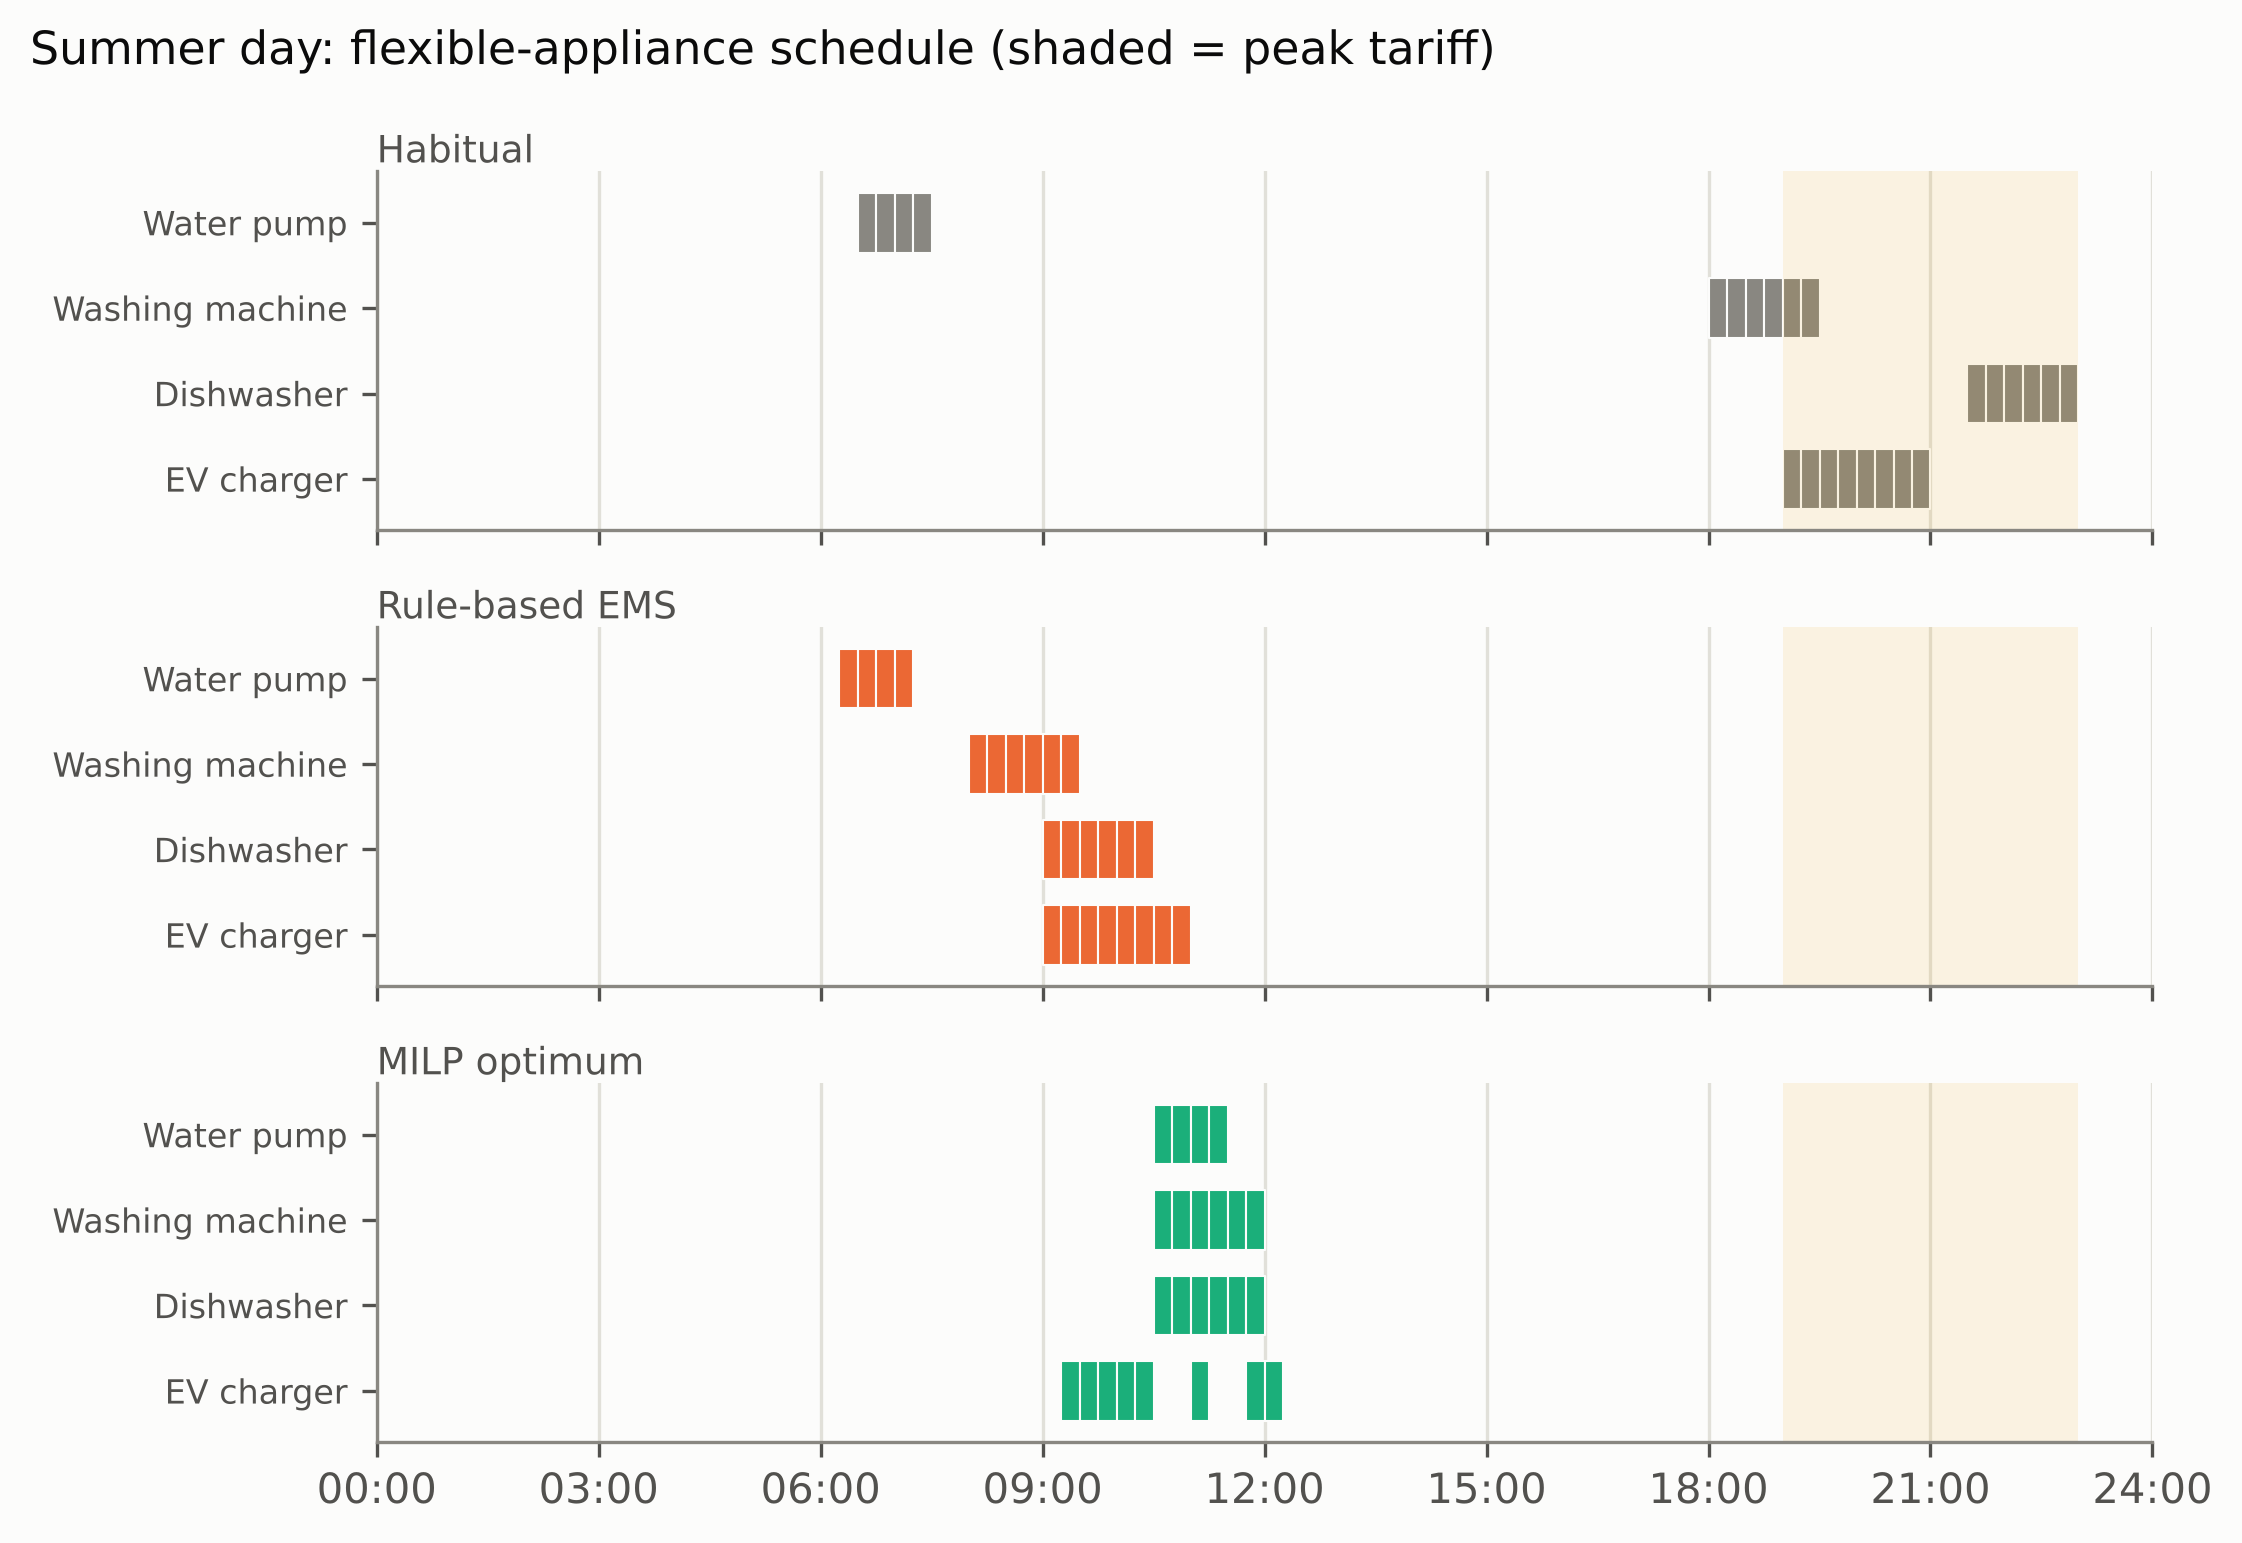 Summer day: flexible-appliance schedule (shaded = peak tariff)
Habitual
Water pump
Washing machine
Dishwasher
EV charger
Rule-based EMS
Water pump
Washing machine
Dishwasher
EV charger
MILP optimum
Water pump
Washing machine
Dishwasher
EV charger
00:00 03:00 06:00 09:00 12:00 15:00 18:00 21:00 24:00